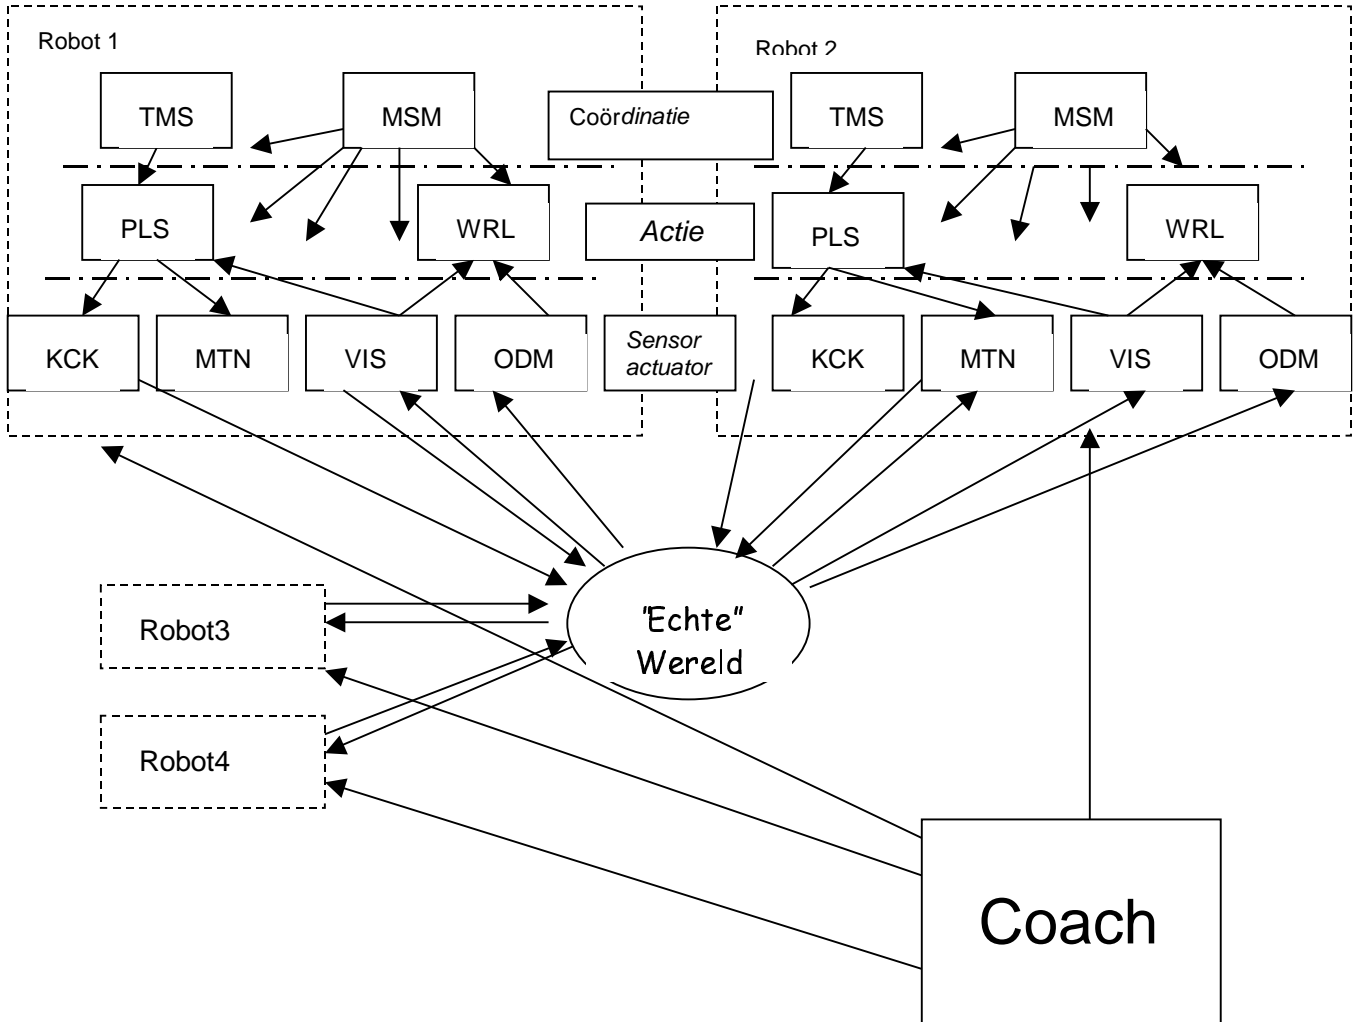 Robot 1
Robot 2
TMS
MSM
Coördinatie
TMS
MSM
PLS
WRL
Actie
PLS
WRL
KCK
MTN
VIS
ODM
Sensor
actuator
KCK
MTN
VIS
ODM
"Echte"
Wereld
Robot3
Robot4
Coach